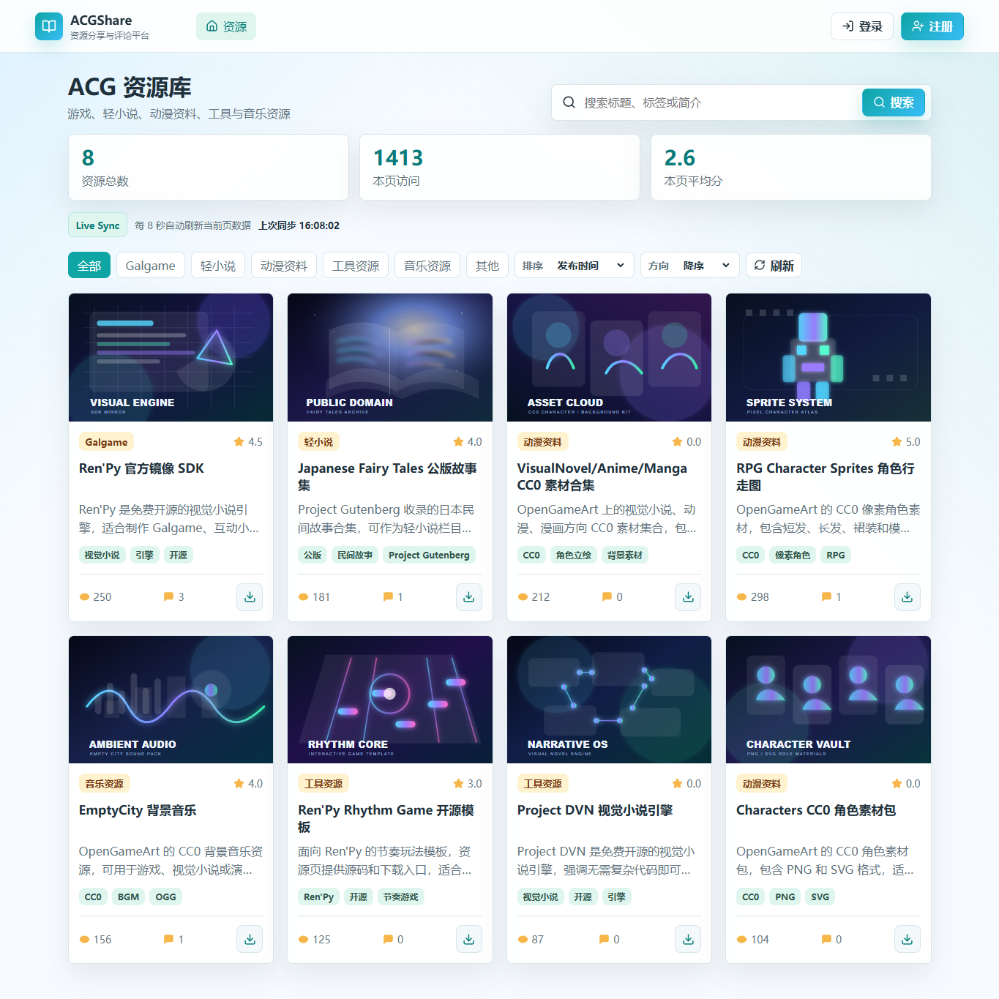 ACGShare
资源分享与评论平台
资源
登录
注册
ACG 资源库
游戏、轻小说、动漫资料、工具与音乐资源
搜索标题、标签或简介
搜索
8
资源总数
1413
本页访问
2.6
本页平均分
Live Sync
每 8 秒自动刷新当前页数据
上次同步 16:08:02
全部
Galgame
轻小说
动漫资料
工具资源
音乐资源
其他
排序 发布时间
方向 降序
刷新
VISUAL ENGINE
SDK MIRROR
Galgame
4.5
Ren'Py 官方镜像 SDK
Ren'Py 是免费开源的视觉小说引
擎，适合制作 Galgame、互动小...
视觉小说
引擎
开源
250
3
PUBLIC DOMAIN
FAIRY TALES ARCHIVE
轻小说
4.0
Japanese Fairy Tales 公版故事
集
Project Gutenberg 收录的日本民
间故事合集，可作为轻小说栏目...
公版
民间故事
Project Gutenberg
181
1
ASSET CLOUD
CC0 CHARACTER / BACKGROUND KIT
动漫资料
0.0
VisualNovel/Anime/Manga
CC0 素材合集
OpenGameArt 上的视觉小说、动
漫、漫画方向 CC0 素材集合，包...
CC0
角色立绘
背景素材
212
0
SPRITE SYSTEM
PIXEL CHARACTER ATLAS
动漫资料
5.0
RPG Character Sprites 角色行
走图
OpenGameArt 的 CC0 像素角色素
材，包含短发、长发、裙装和模...
CC0
像素角色
RPG
298
1
AMBIENT AUDIO
EMPTY CITY SOUND PACK
音乐资源
4.0
EmptyCity 背景音乐
OpenGameArt 的 CC0 背景音乐资
源，可用于游戏、视觉小说或演...
CC0
BGM
OGG
156
1
RHYTHM CORE
INTERACTIVE GAME TEMPLATE
工具资源
3.0
Ren'Py Rhythm Game 开源模
板
面向 Ren'Py 的节奏玩法模板，资
源页提供源码和下载入口，适合...
Ren'Py
开源
节奏游戏
125
0
NARRATIVE OS
VISUAL NOVEL ENGINE
工具资源
0.0
Project DVN 视觉小说引擎
Project DVN 是免费开源的视觉小
说引擎，强调无需复杂代码即可...
视觉小说
开源
引擎
87
0
CHARACTER VAULT
PNG / SVG ROLE MATERIALS
动漫资料
0.0
Characters CC0 角色素材包
OpenGameArt 的 CC0 角色素材
包，包含 PNG 和 SVG 格式，适...
CC0
PNG
SVG
104
0